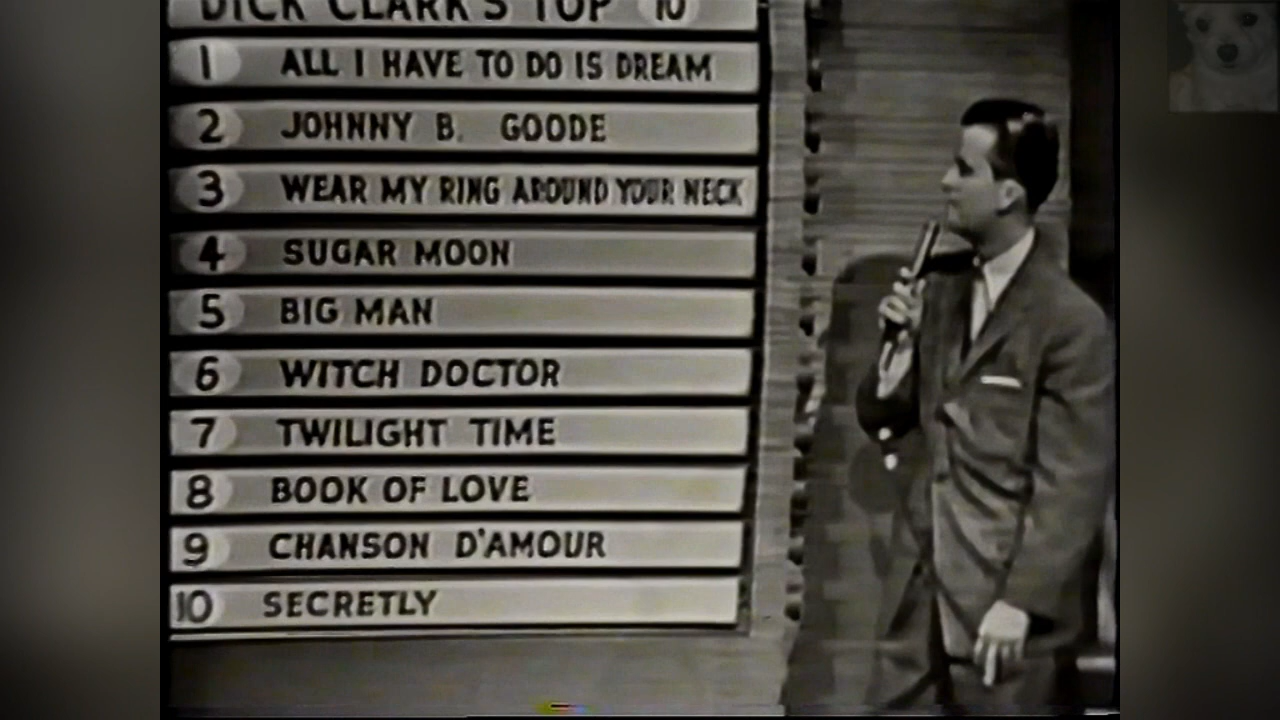 DICK CLARK'S TOP 10
1 ALL I HAVE TO DO IS DREAM
2 JOHNNY B. GOODE
3 WEAR MY RING AROUND YOUR NECK
4 SUGAR MOON
5 BIG MAN
6 WITCH DOCTOR
7 TWILIGHT TIME
8 BOOK OF LOVE
9 CHANSON D'AMOUR
10 SECRETLY